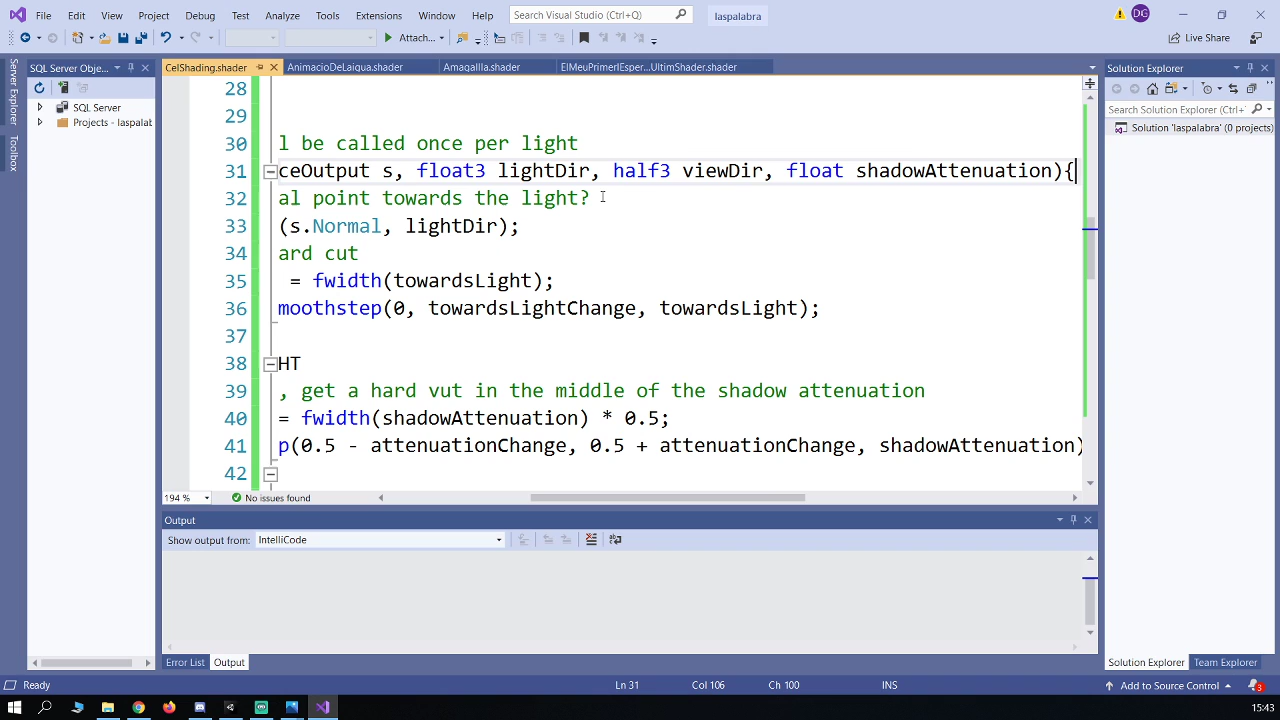 File Edit View Project Debug Test Analyze Tools Extensions Window Help Search Visual Studio (Ctrl+Q) laspalabra DG
Attach... Live Share
Server Explorer
Toolbox
SQL Server Obje...
SQL Server
Projects - laspalab
CelShading.shader AnimacioDeLaigua.shader Amagallla.shader ElMeuPrimerIEsper...UltimShader.shader
28
29
30 l be called once per light
31 ceOutput s, float3 lightDir, half3 viewDir, float shadowAttenuation){
32 al point towards the light?
33 (s.Normal, lightDir);
34 ard cut
35 = fwidth(towardsLight);
36 moothstep(0, towardsLightChange, towardsLight);
37
38 HT
39 , get a hard vut in the middle of the shadow attenuation
40 = fwidth(shadowAttenuation) * 0.5;
41 p(0.5 - attenuationChange, 0.5 + attenuationChange, shadowAttenuation)
42
194 % No issues found
Output
Show output from: IntelliCode
Error List Output
Solution Explorer
Search Solution Explorer (Ctrl+'
Solution 'laspalabra' (0 projects)
Solution Explorer Team Explorer
Ready Ln 31 Col 106 Ch 100 INS Add to Source Control 3
15:43